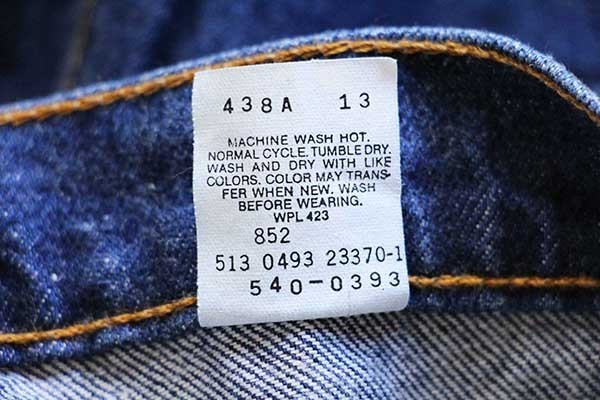 438A 13
MACHINE WASH HOT.
NORMAL CYCLE. TUMBLE DRY.
WASH AND DRY WITH LIKE
COLORS. COLOR MAY TRANS-
FER WHEN NEW. WASH
BEFORE WEARING.
WPL 423
852
513 0493 23370-1
540-0393